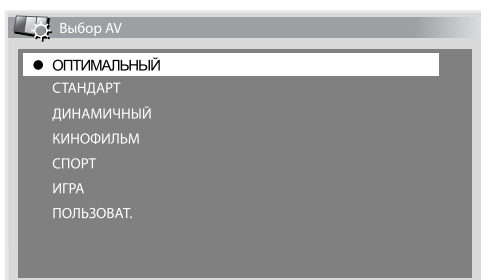 Выбор AV
ОПТИМАЛЬНЫЙ
СТАНДАРТ
ДИНАМИЧНЫЙ
КИНОФИЛЬМ
СПОРТ
ИГРА
ПОЛЬЗОВАТ.